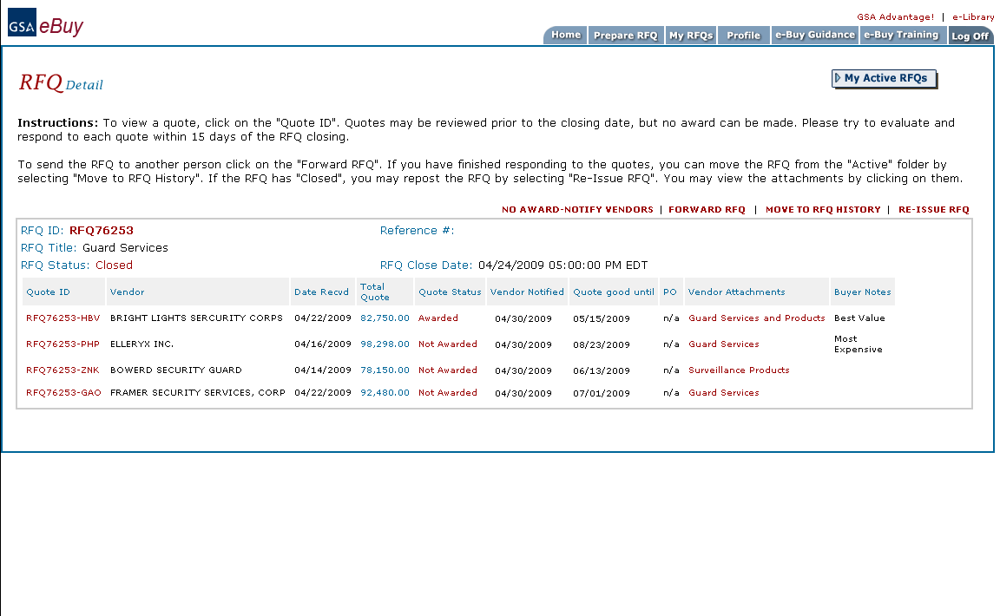 GSA eBuy
GSA Advantage! | e-Library
Home Prepare RFQ My RFQs Profile e-Buy Guidance e-Buy Training Log Off
RFQ Detail
My Active RFQs
Instructions: To view a quote, click on the "Quote ID". Quotes may be reviewed prior to the closing date, but no award can be made. Please try to evaluate and
respond to each quote within 15 days of the RFQ closing.
To send the RFQ to another person click on the "Forward RFQ". If you have finished responding to the quotes, you can move the RFQ from the "Active" folder by
selecting "Move to RFQ History". If the RFQ has "Closed", you may repost the RFQ by selecting "Re-Issue RFQ". You may view the attachments by clicking on them.
NO AWARD-NOTIFY VENDORS | FORWARD RFQ | MOVE TO RFQ HISTORY | RE-ISSUE RFQ
RFQ ID: RFQ76253 Reference #:
RFQ Title: Guard Services
RFQ Status: Closed RFQ Close Date: 04/24/2009 05:00:00 PM EDT
Quote ID Vendor Date Recvd Total Quote Quote Status Vendor Notified Quote good until PO Vendor Attachments Buyer Notes
RFQ76253-HBV BRIGHT LIGHTS SERCURITY CORPS 04/22/2009 82,750.00 Awarded 04/30/2009 05/15/2009 n/a Guard Services and Products Best Value
RFQ76253-PHP ELLERYX INC. 04/16/2009 98,298.00 Not Awarded 04/30/2009 08/23/2009 n/a Guard Services Most Expensive
RFQ76253-ZNK BOWERD SECURITY GUARD 04/14/2009 78,150.00 Not Awarded 04/30/2009 06/13/2009 n/a Surveillance Products
RFQ76253-GAO FRAMER SECURITY SERVICES, CORP 04/22/2009 92,480.00 Not Awarded 04/30/2009 07/01/2009 n/a Guard Services